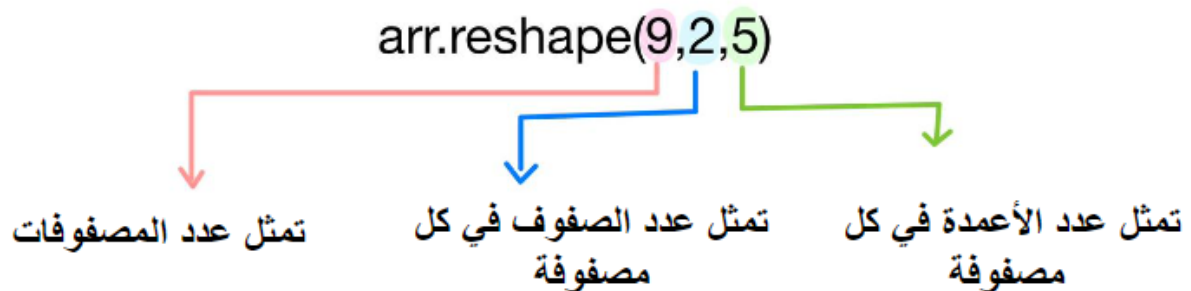 arr.reshape(9,2,5)
تمثل عدد الأعمدة في كل
مصفوفة
تمثل عدد الصفوف في كل
مصفوفة
تمثل عدد المصفوفات